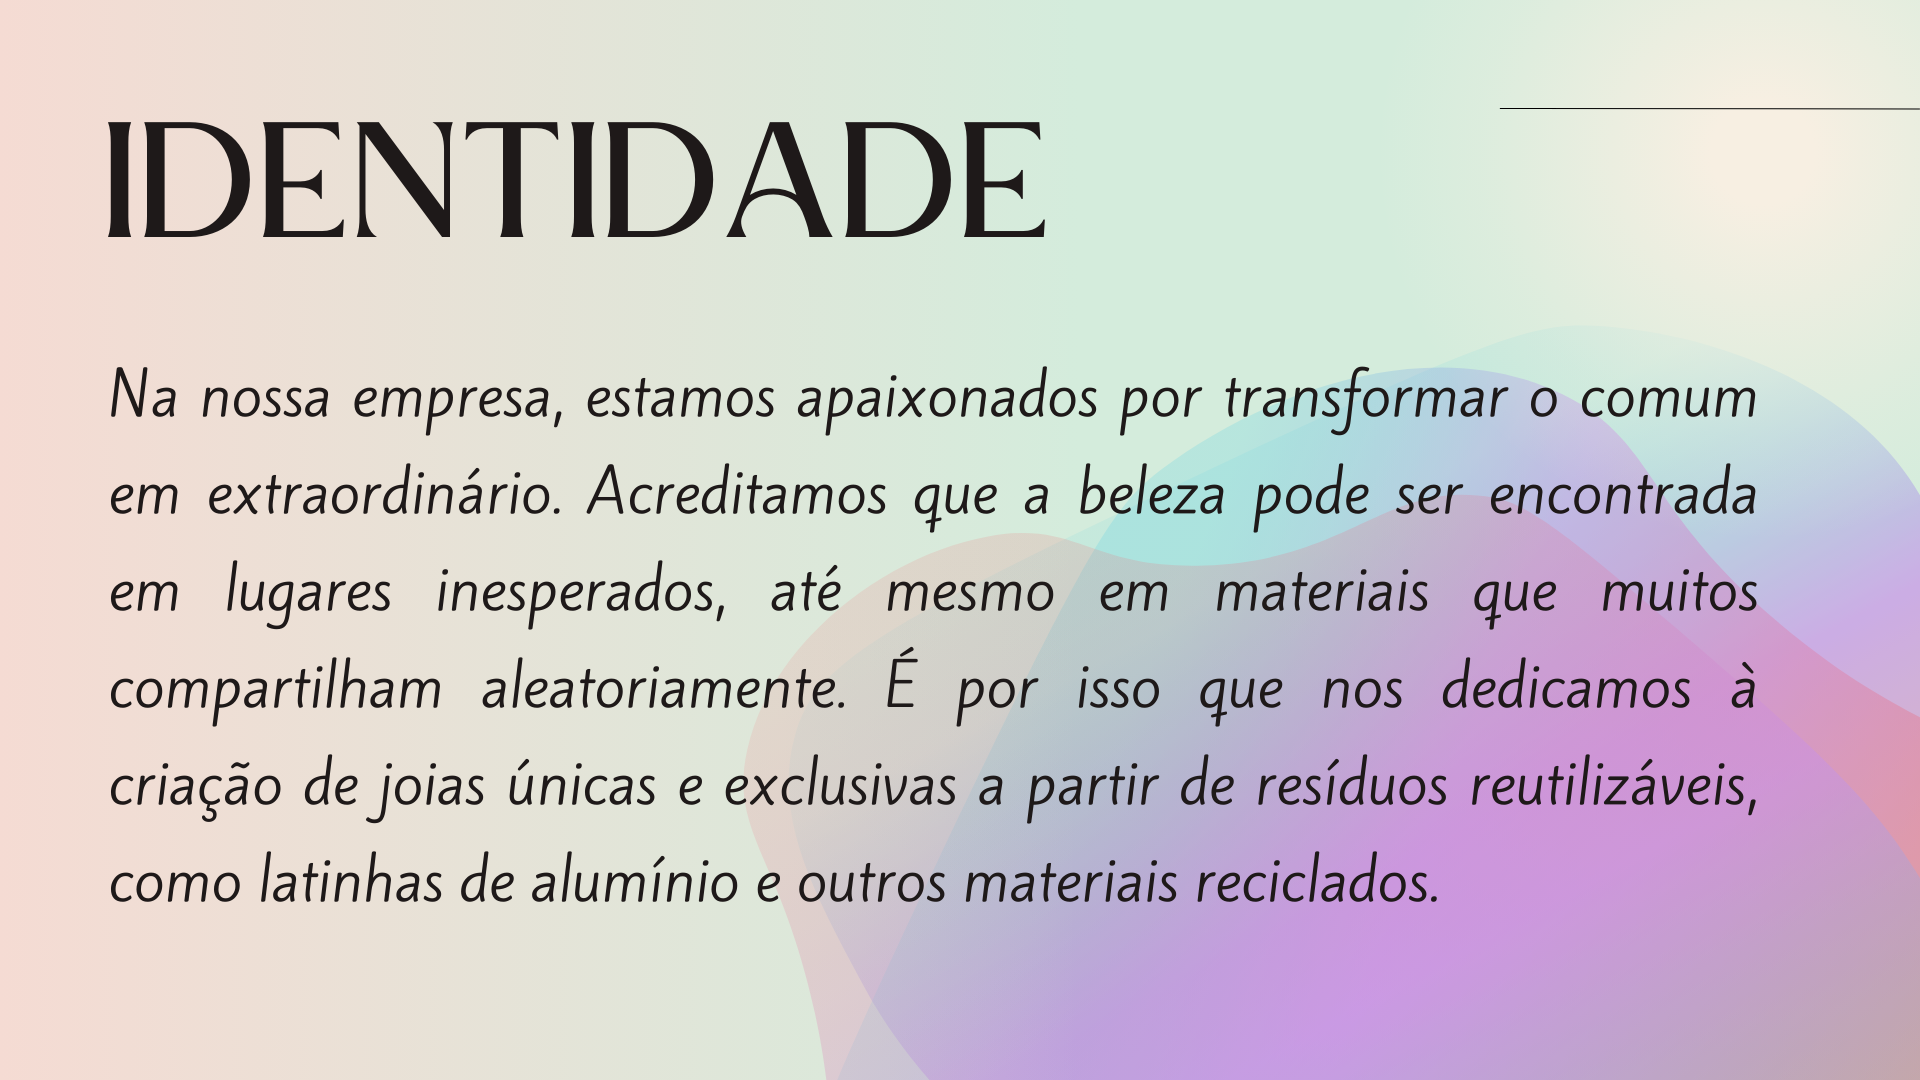 IDENTIDADE
Na nossa empresa, estamos apaixonados por transformar o comum
em extraordinário. Acreditamos que a beleza pode ser encontrada
em lugares inesperados, até mesmo em materiais que muitos
compartilham aleatoriamente. É por isso que nos dedicamos à
criação de joias únicas e exclusivas a partir de resíduos reutilizáveis,
como latinhas de alumínio e outros materiais reciclados.